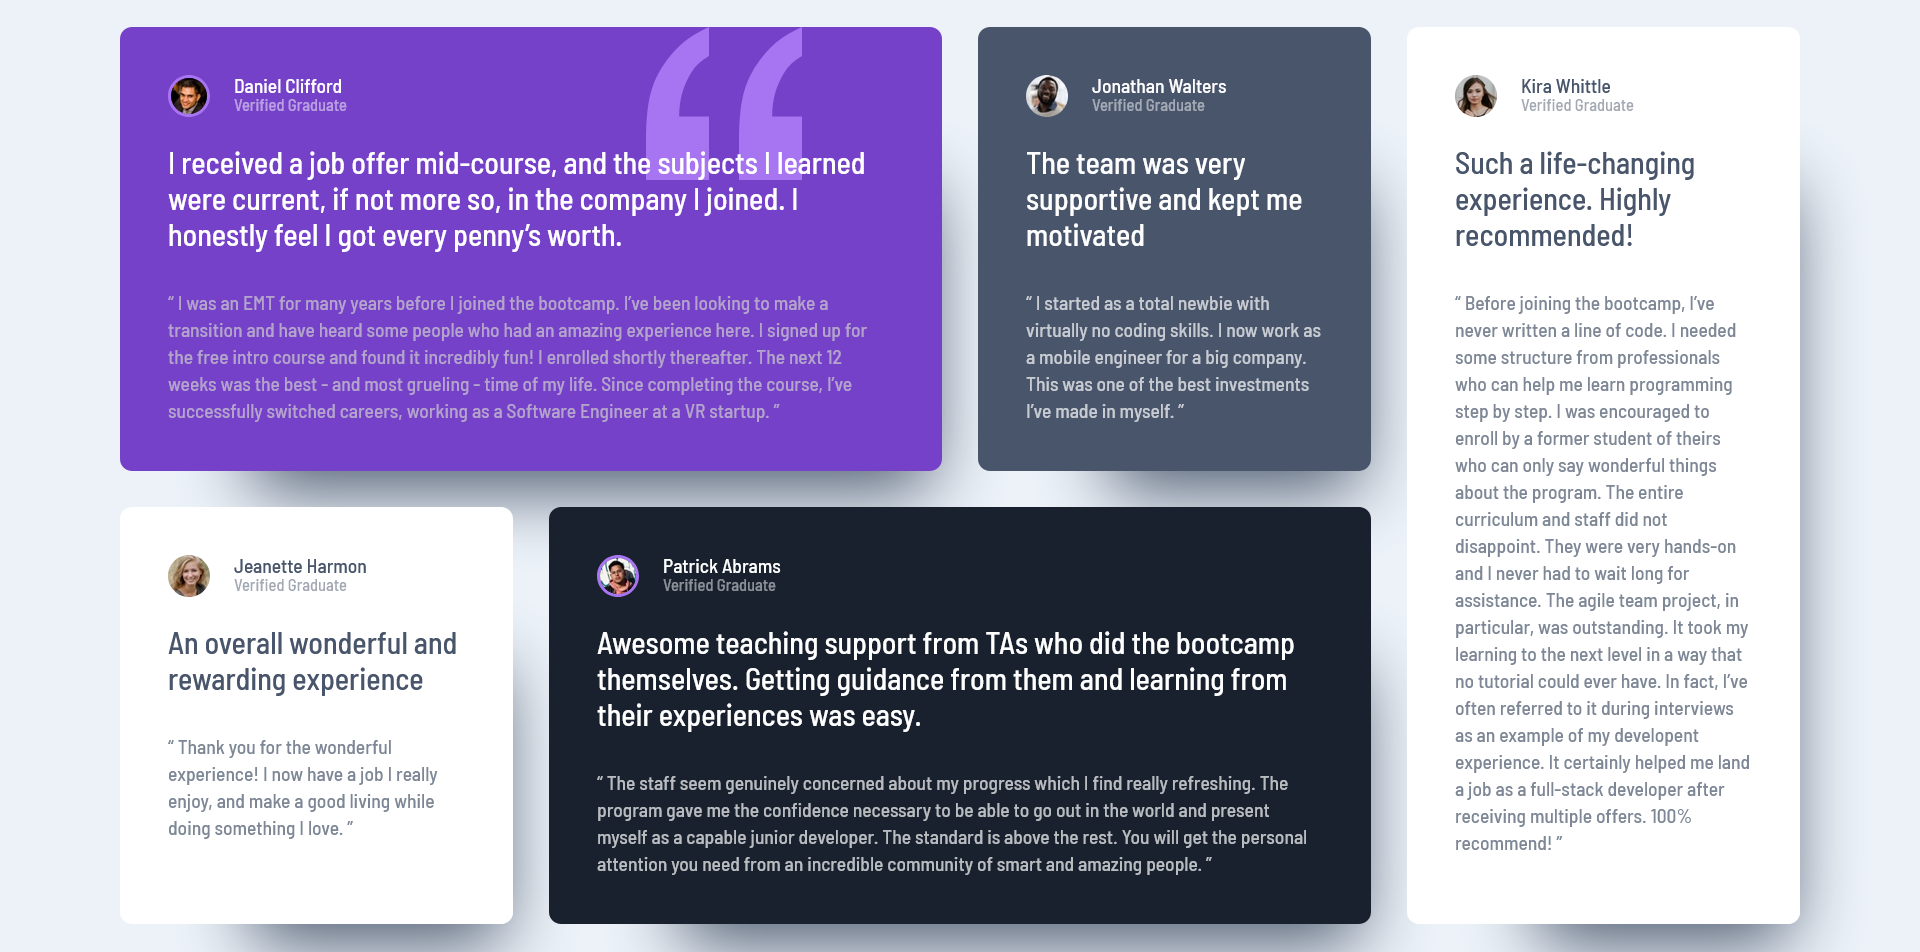 Daniel Clifford
Verified Graduate
I received a job offer mid-course, and the subjects I learned
were current, if not more so, in the company I joined. I
honestly feel I got every penny’s worth.
“ I was an EMT for many years before I joined the bootcamp. I’ve been looking to make a
transition and have heard some people who had an amazing experience here. I signed up for
the free intro course and found it incredibly fun! I enrolled shortly thereafter. The next 12
weeks was the best - and most grueling - time of my life. Since completing the course, I’ve
successfully switched careers, working as a Software Engineer at a VR startup. ”
Jonathan Walters
Verified Graduate
The team was very
supportive and kept me
motivated
“ I started as a total newbie with
virtually no coding skills. I now work as
a mobile engineer for a big company.
This was one of the best investments
I’ve made in myself. ”
Kira Whittle
Verified Graduate
Such a life-changing
experience. Highly
recommended!
“ Before joining the bootcamp, I’ve
never written a line of code. I needed
some structure from professionals
who can help me learn programming
step by step. I was encouraged to
enroll by a former student of theirs
who can only say wonderful things
about the program. The entire
curriculum and staff did not
disappoint. They were very hands-on
and I never had to wait long for
assistance. The agile team project, in
particular, was outstanding. It took my
learning to the next level in a way that
no tutorial could ever have. In fact, I’ve
often referred to it during interviews
as an example of my developent
experience. It certainly helped me land
a job as a full-stack developer after
receiving multiple offers. 100%
recommend! ”
Jeanette Harmon
Verified Graduate
An overall wonderful and
rewarding experience
“ Thank you for the wonderful
experience! I now have a job I really
enjoy, and make a good living while
doing something I love. ”
Patrick Abrams
Verified Graduate
Awesome teaching support from TAs who did the bootcamp
themselves. Getting guidance from them and learning from
their experiences was easy.
“ The staff seem genuinely concerned about my progress which I find really refreshing. The
program gave me the confidence necessary to be able to go out in the world and present
myself as a capable junior developer. The standard is above the rest. You will get the personal
attention you need from an incredible community of smart and amazing people. ”